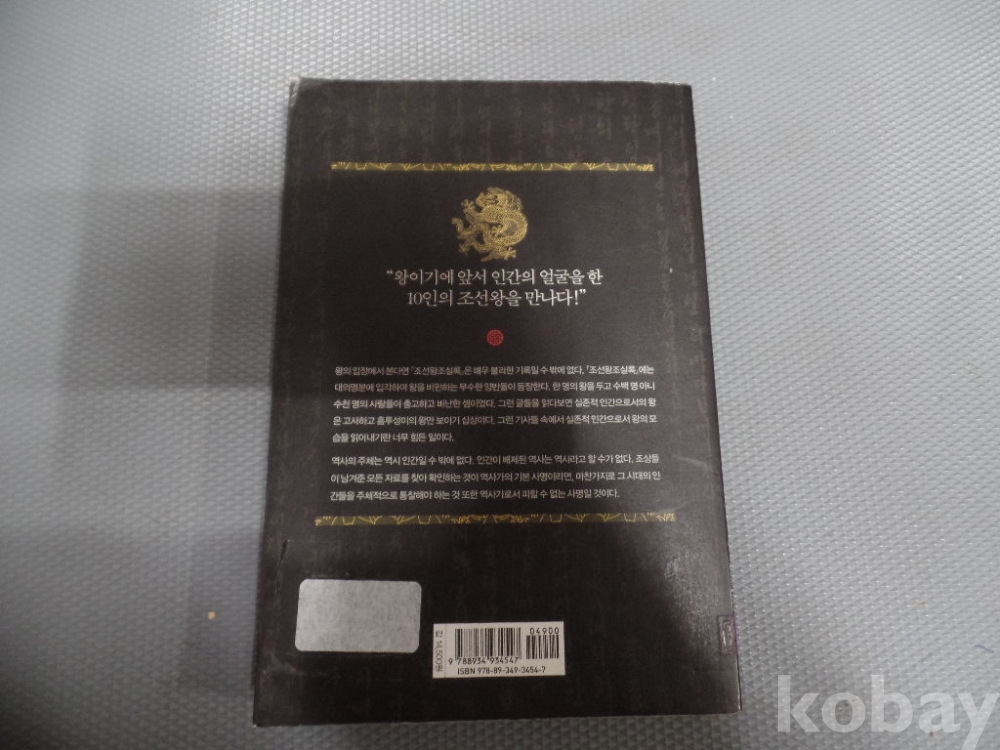 “왕이기에 앞서 인간의 얼굴을 한
10인의 조선왕을 만나다!”
왕의 입장에서 본다면 『조선왕조실록』은 매우 불리한 기록일 수 밖에 없다. 『조선왕조실록』에는
대의명분에 입각하여 왕을 비판하는 무수한 양반들이 등장한다. 한 명의 왕을 두고 수백 명 아니
수천 명의 사람들이 충고하고 비난한 셈이었다. 그런 글들을 읽다보면 실존적 인간으로서의 왕
은 고사하고 흠투성이의 왕만 보이기 십상이다. 그런 기사들 속에서 실존적 인간으로서 왕의 모
습을 읽어내기란 너무 힘든 일이다.
역사의 주체는 역시 인간일 수 밖에 없다. 인간이 배제된 역사는 역사라고 할 수가 없다. 조상들
이 남겨준 모든 자료를 찾아 확인하는 것이 역사가의 기본 사명이라면, 마찬가지로 그 시대의 인
간들을 주체적으로 통찰해야 하는 것 또한 역사가로서 피할 수 없는 사명일 것이다.
값 14,500원
04900
9 788934 934547
ISBN 978-89-349-3454-7
kobay